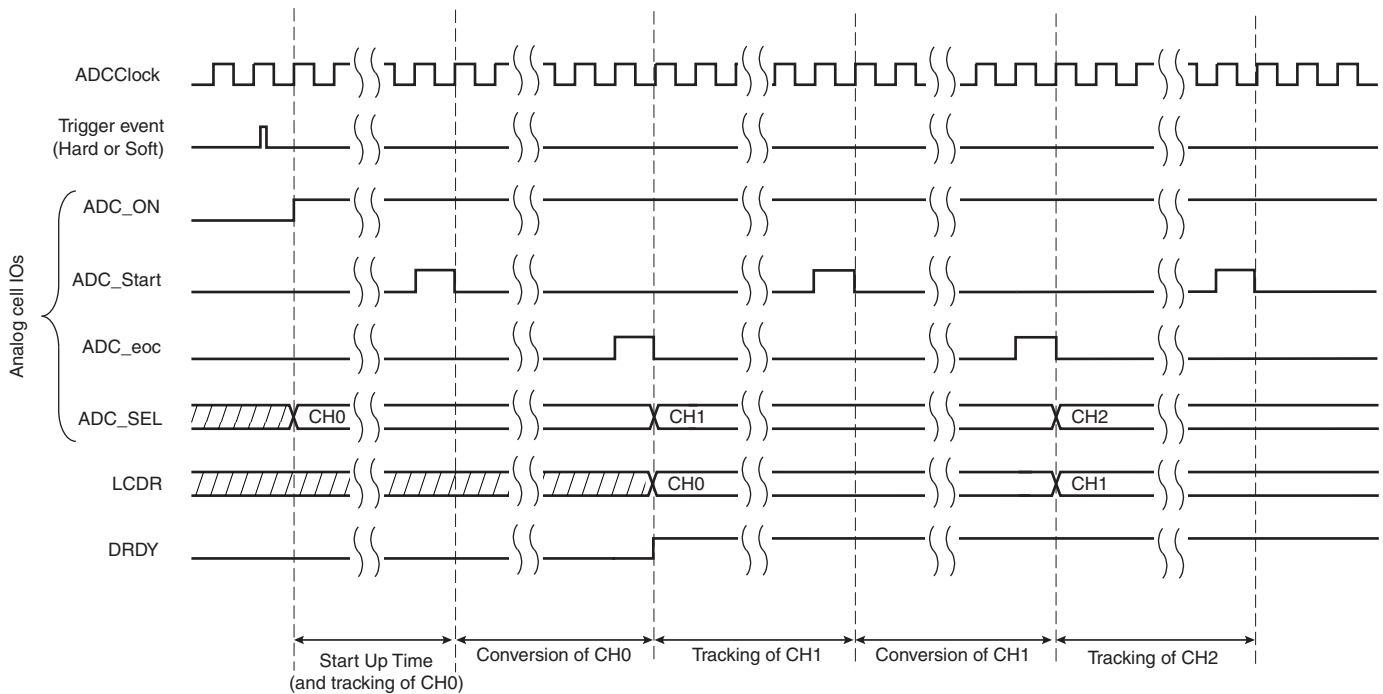 ADCClock
Trigger event
(Hard or Soft)
Analog cell IOs
ADC_ON
ADC_Start
ADC_eoc
ADC_SEL
CH0
CH1
CH2
LCDR
CH0
CH1
DRDY
Start Up Time
(and tracking of CH0)
Conversion of CH0
Tracking of CH1
Conversion of CH1
Tracking of CH2